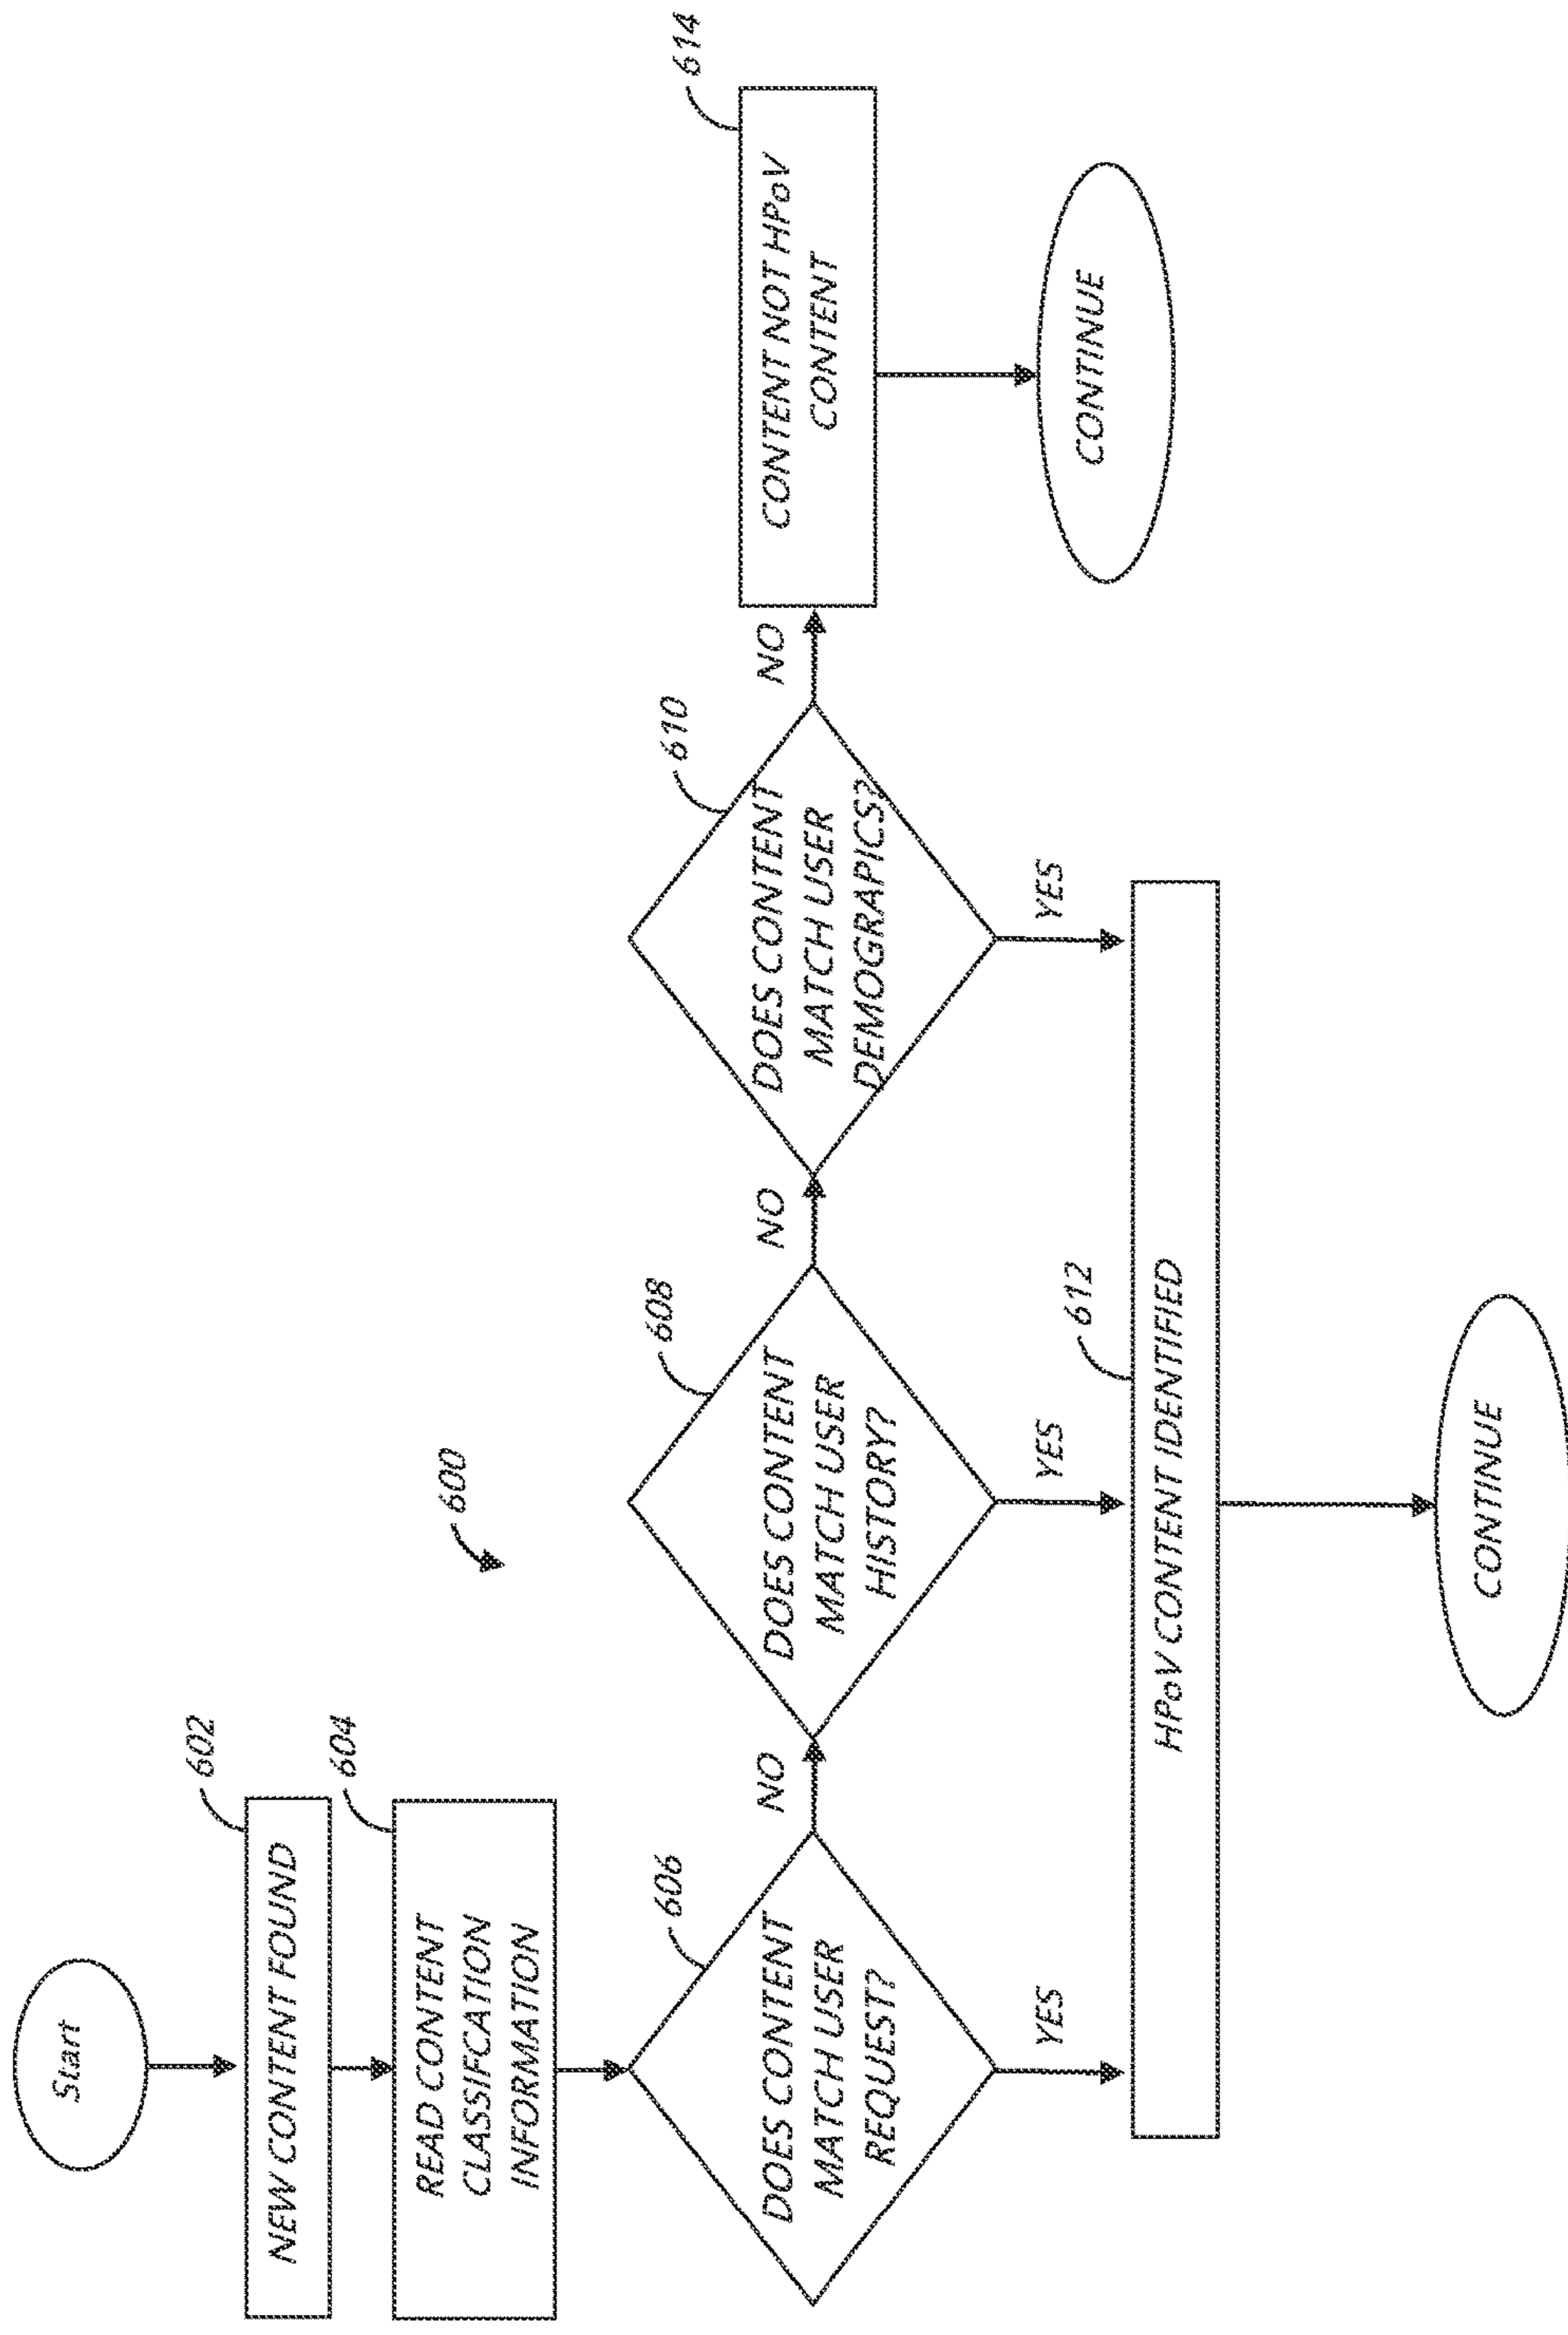 Start
602
NEW CONTENT FOUND
604
READ CONTENT
CLASSIFCATION
INFORMATION
600
606
DOES CONTENT
MATCH USER
REQUEST?
NO
YES
608
DOES CONTENT
MATCH USER
HISTORY?
NO
YES
610
DOES CONTENT
MATCH USER
DEMOGRAPICS?
NO
YES
614
CONTENT NOT HPoV
CONTENT
CONTINUE
612
HPoV CONTENT IDENTIFIED
CONTINUE